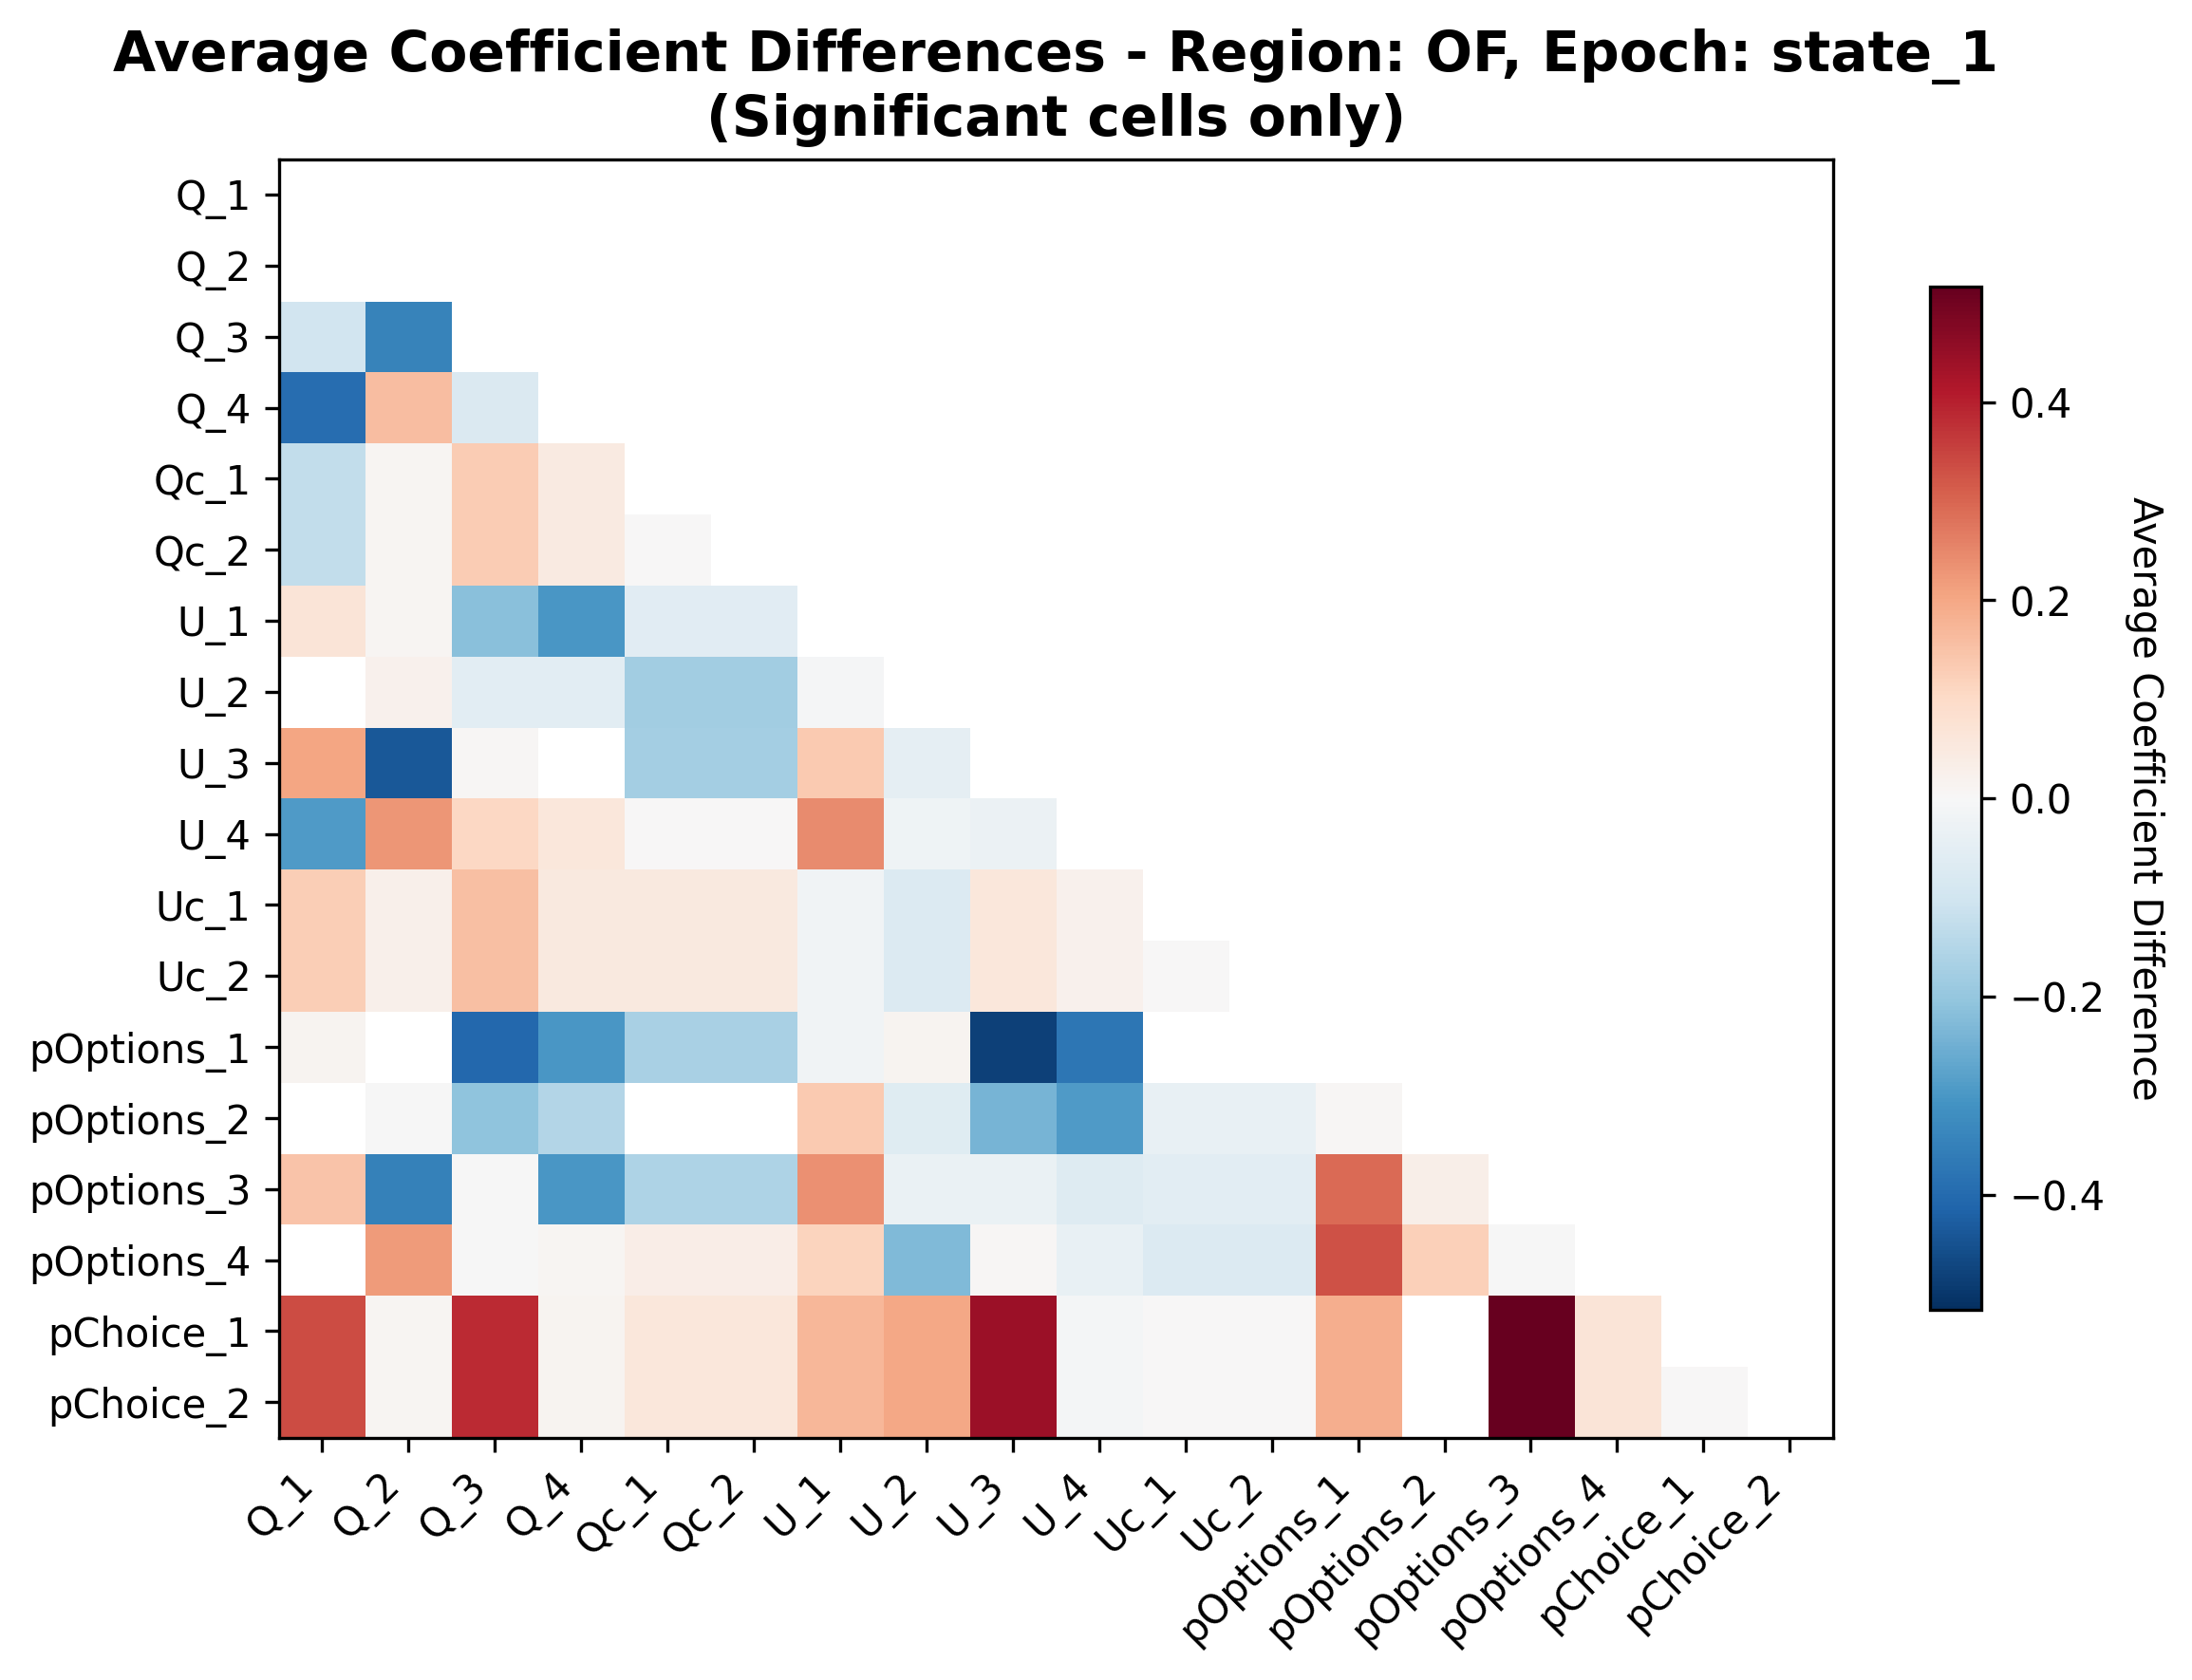 Average Coefficient Differences - Region: OF, Epoch: state_1
(Significant cells only)
Q_1
Q_2
Q_3
Q_4
Qc_1
Qc_2
U_1
U_2
U_3
U_4
Uc_1
Uc_2
pOptions_1
pOptions_2
pOptions_3
pOptions_4
pChoice_1
pChoice_2
Q_1
Q_2
Q_3
Q_4
Qc_1
Qc_2
U_1
U_2
U_3
U_4
Uc_1
Uc_2
pOptions_1
pOptions_2
pOptions_3
pOptions_4
pChoice_1
pChoice_2
0.4
0.2
0.0
−0.2
−0.4
Average Coefficient Difference